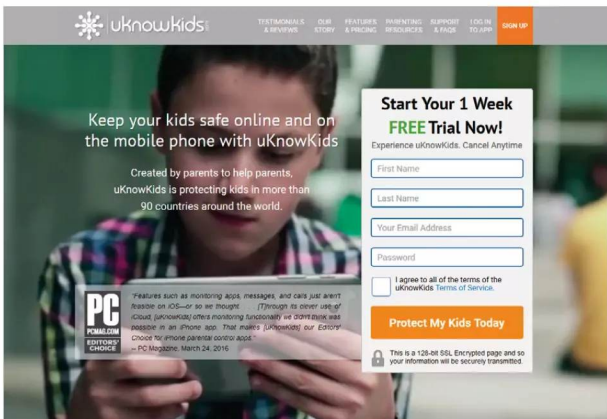 uKnowKids
TESTIMONIALS & REVIEWS
OUR STORY
FEATURES & PRICING
PARENTING RESOURCES
SUPPORT & FAQS
LOG IN TO APP
SIGN UP
Keep your kids safe online and on
the mobile phone with uKnowKids
Created by parents to help parents,
uKnowKids is protecting kids in more than
90 countries around the world.
PC
PCMAG.COM
EDITORS'
CHOICE
"Features such as monitoring apps, messages, and calls just aren't
feasible on iOS—or so we thought. [T]hrough its clever use of
iCloud, [uKnowKids] offers monitoring functionality we didn't think was
possible in an iPhone app. That makes [uKnowKids] our Editors'
Choice for iPhone parental control apps."
— PC Magazine, March 24, 2016
Start Your 1 Week
FREE Trial Now!
Experience uKnowKids. Cancel Anytime
First Name
Last Name
Your Email Address
Password
I agree to all of the terms of the
uKnowKids Terms of Service.
Protect My Kids Today
This is a 128-bit SSL Encrypted page and so
your information will be securely transmitted.